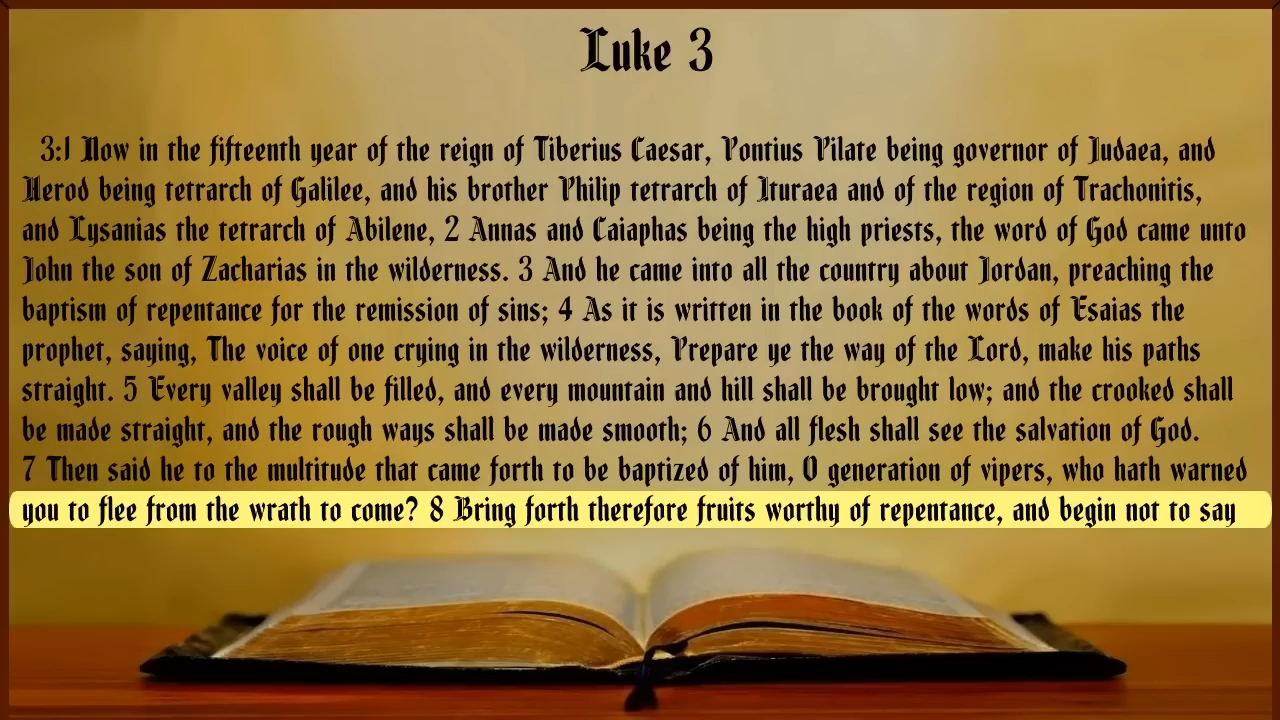 Luke 3
3:1 Now in the fifteenth year of the reign of Tiberius Caesar, Pontius Pilate being governor of Judaea, and
Herod being tetrarch of Galilee, and his brother Philip tetrarch of Ituraea and of the region of Trachonitis,
and Lysanias the tetrarch of Abilene, 2 Annas and Caiaphas being the high priests, the word of God came unto
John the son of Zacharias in the wilderness. 3 And he came into all the country about Jordan, preaching the
baptism of repentance for the remission of sins; 4 As it is written in the book of the words of Esaias the
prophet, saying, The voice of one crying in the wilderness, Prepare ye the way of the Lord, make his paths
straight. 5 Every valley shall be filled, and every mountain and hill shall be brought low; and the crooked shall
be made straight, and the rough ways shall be made smooth; 6 And all flesh shall see the salvation of God.
7 Then said he to the multitude that came forth to be baptized of him, O generation of vipers, who hath warned
you to flee from the wrath to come? 8 Bring forth therefore fruits worthy of repentance, and begin not to say